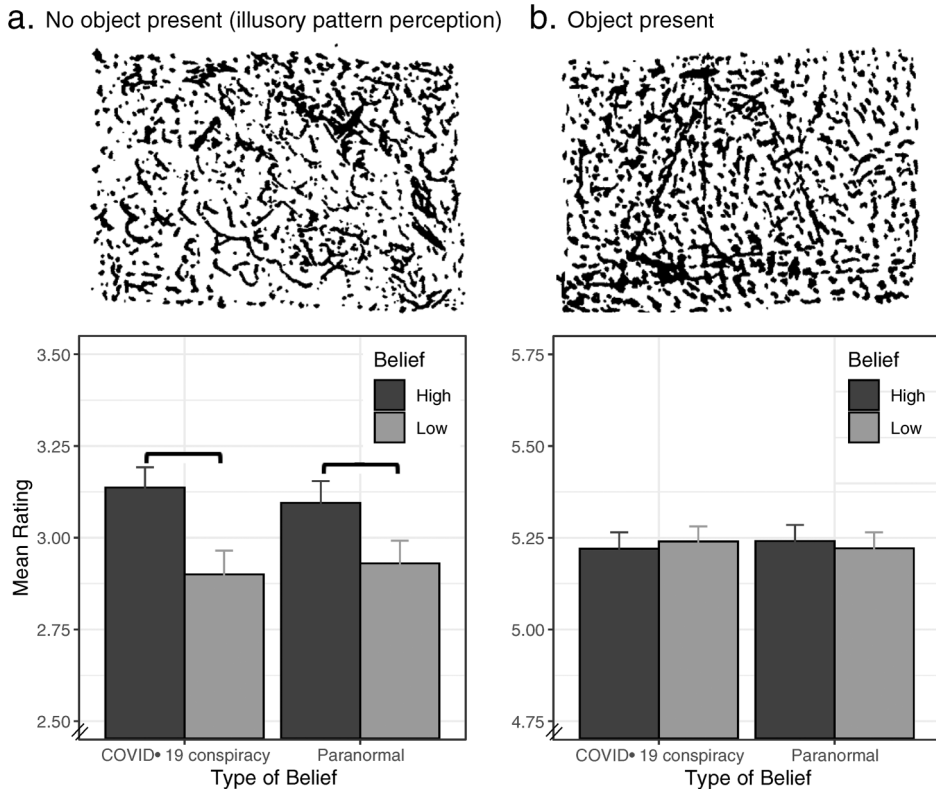 a. No object present (illusory pattern perception)
b. Object present
Mean Rating
3.50
3.25
3.00
2.75
2.50
Belief
High
Low
COVID• 19 conspiracy
Paranormal
Type of Belief
5.75
5.50
5.25
5.00
4.75
Belief
High
Low
COVID• 19 conspiracy
Paranormal
Type of Belief